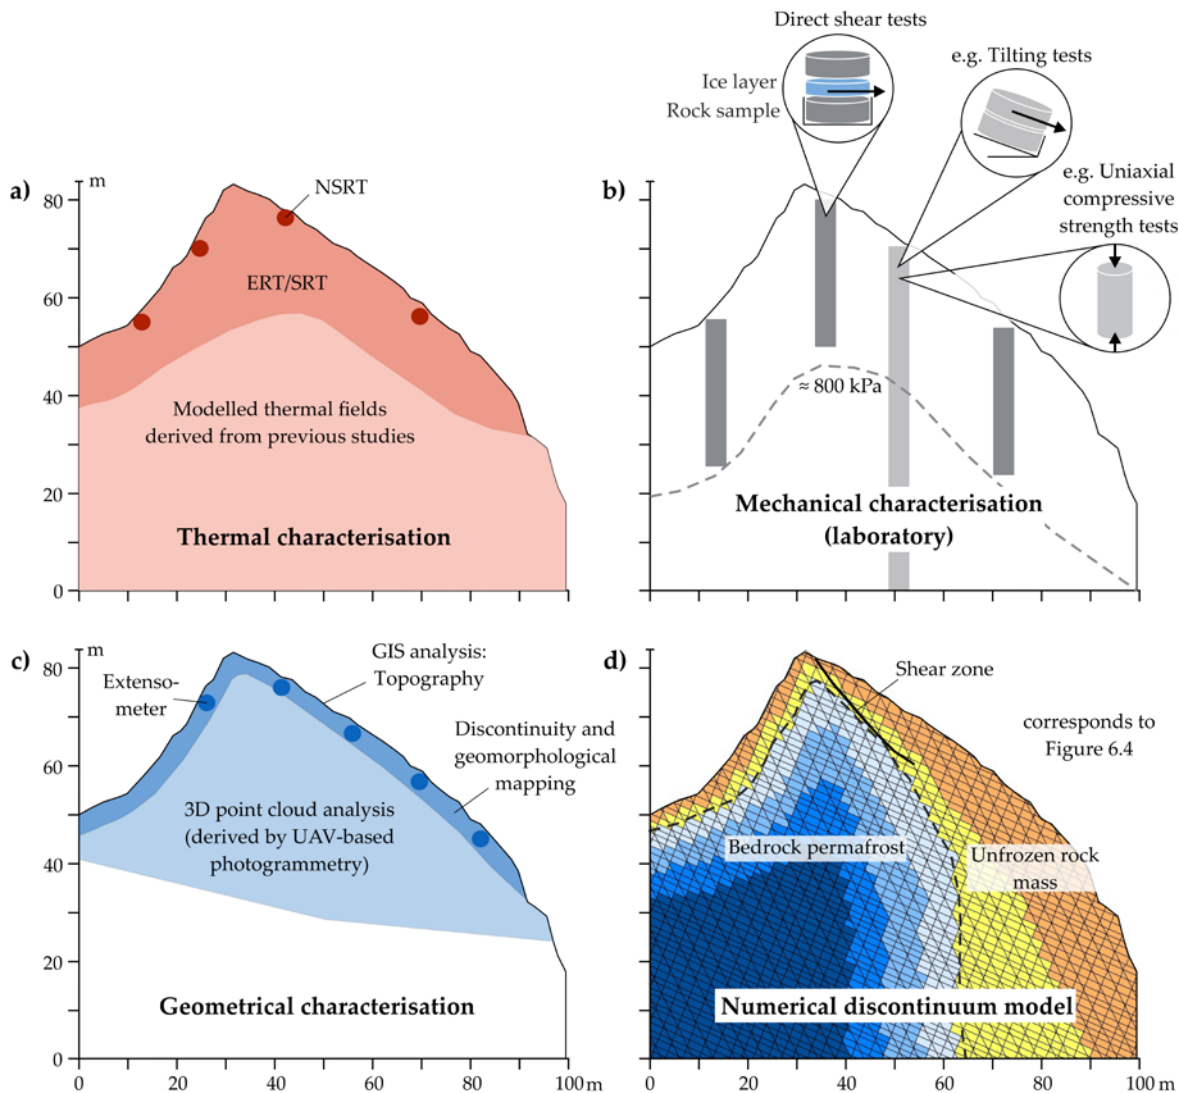 Direct shear tests
e.g. Tilting tests
Ice layer
Rock sample
e.g. Uniaxial
compressive
strength tests
a)
m
80
60
40
20
0
NSRT
ERT/SRT
Modelled thermal fields
derived from previous studies
Thermal characterisation
b)
≈ 800 kPa
Mechanical characterisation
(laboratory)
c)
m
80
60
40
20
0
0
20
40
60
80
100 m
GIS analysis:
Topography
Extenso-
meter
Discontinuity and
geomorphological
mapping
3D point cloud analysis
(derived by UAV-based
photogrammetry)
Geometrical characterisation
d)
Shear zone
corresponds to
Figure 6.4
Bedrock permafrost
Unfrozen rock
mass
Numerical discontinuum model
0
20
40
60
80
100 m